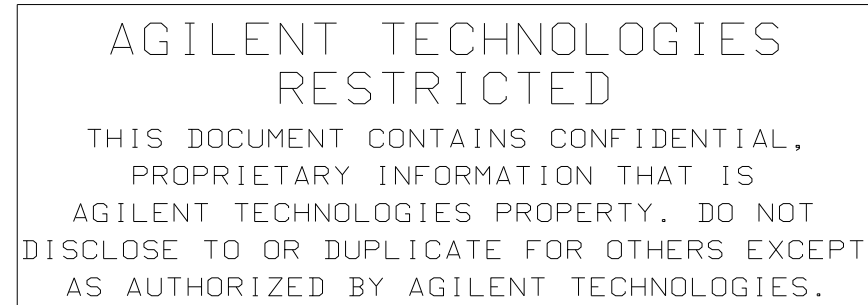 AGILENT TECHNOLOGIES
RESTRICTED
THIS DOCUMENT CONTAINS CONFIDENTIAL,
PROPRIETARY INFORMATION THAT IS
AGILENT TECHNOLOGIES PROPERTY. DO NOT
DISCLOSE TO OR DUPLICATE FOR OTHERS EXCEPT
AS AUTHORIZED BY AGILENT TECHNOLOGIES.